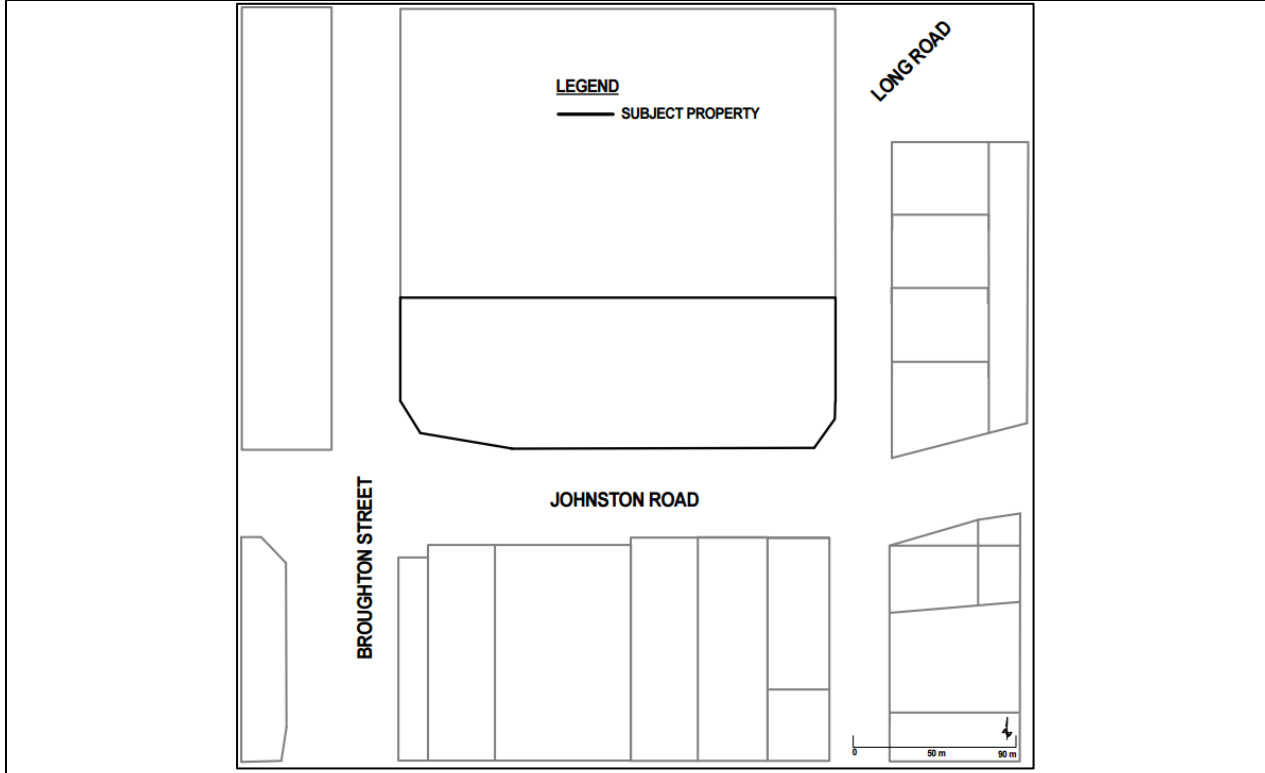 LONG ROAD
LEGEND
SUBJECT PROPERTY
JOHNSTON ROAD
BROUGHTON STREET
0 50 m 90 m